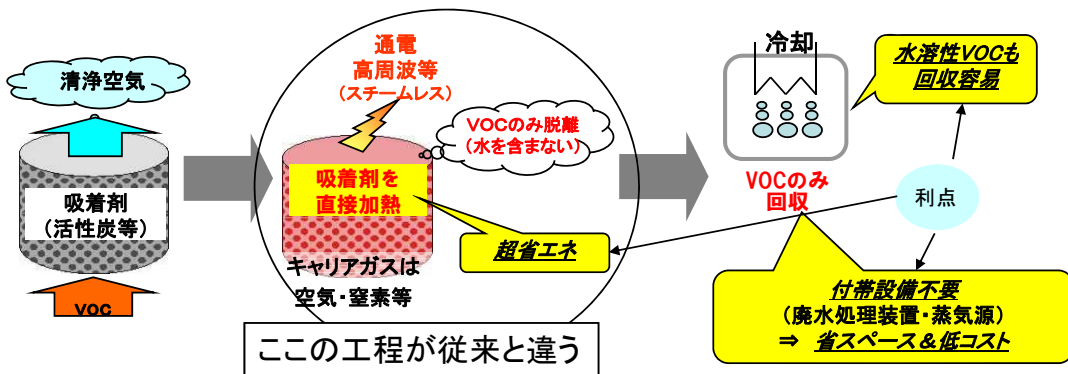 清浄空気
吸着剤
(活性炭等)
VOC
通電
高周波等
(スチームレス)
VOCのみ脱離
(水を含まない)
吸着剤を
直接加熱
超省エネ
キャリアガスは
空気・窒素等
ここの工程が従来と違う
冷却
VOCのみ
回収
水溶性VOCも
回収容易
利点
付帯設備不要
(廃水処理装置・蒸気源)
⇒ 省スペース&低コスト